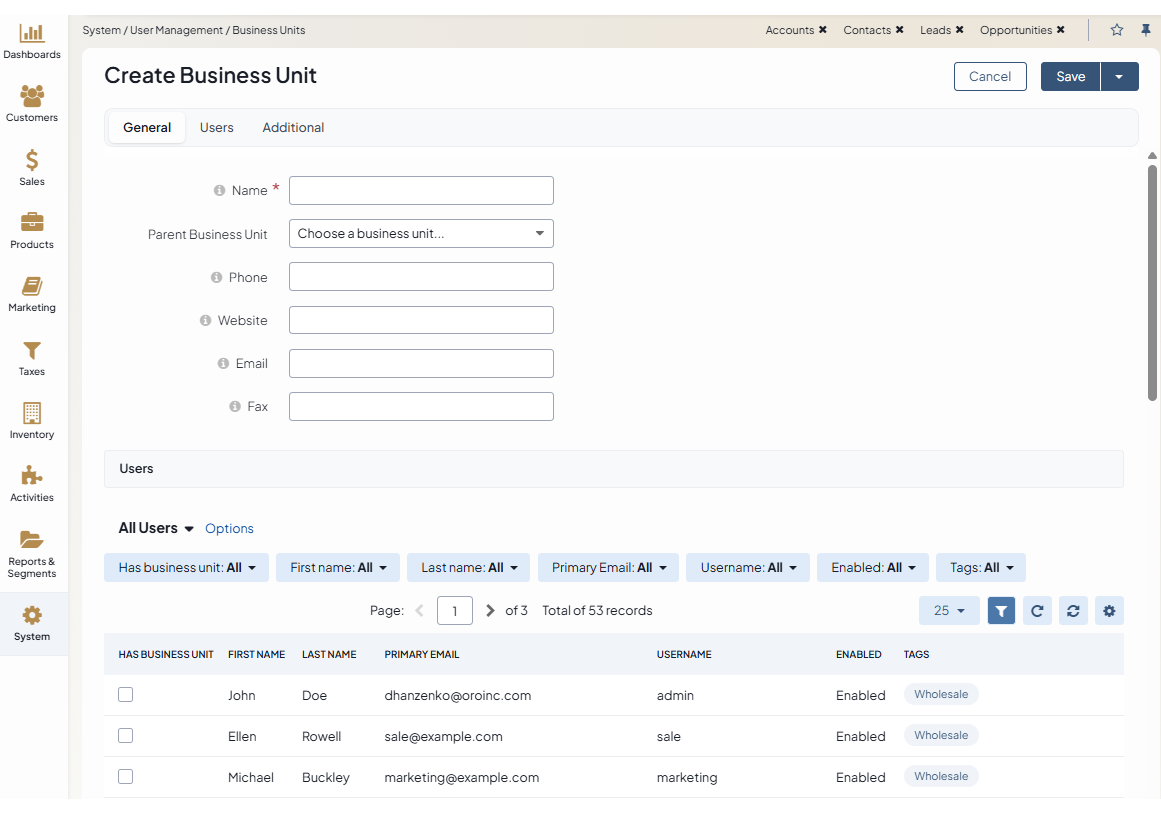 Dashboards
Customers
Sales
Products
Marketing
Taxes
Inventory
Activities
Reports &
Segments
System
System / User Management / Business Units
Accounts ✖ Contacts ✖ Leads ✖ Opportunities ✖
Create Business Unit
Cancel Save
General Users Additional
Name *
Parent Business Unit Choose a business unit...
Phone
Website
Email
Fax
Users
All Users Options
Has business unit: All First name: All Last name: All Primary Email: All Username: All Enabled: All Tags: All
Page: 1 of 3 Total of 53 records 25
HAS BUSINESS UNIT FIRST NAME LAST NAME PRIMARY EMAIL USERNAME ENABLED TAGS
John Doe dhanzenko@oroinc.com admin Enabled Wholesale
Ellen Rowell sale@example.com sale Enabled Wholesale
Michael Buckley marketing@example.com marketing Enabled Wholesale